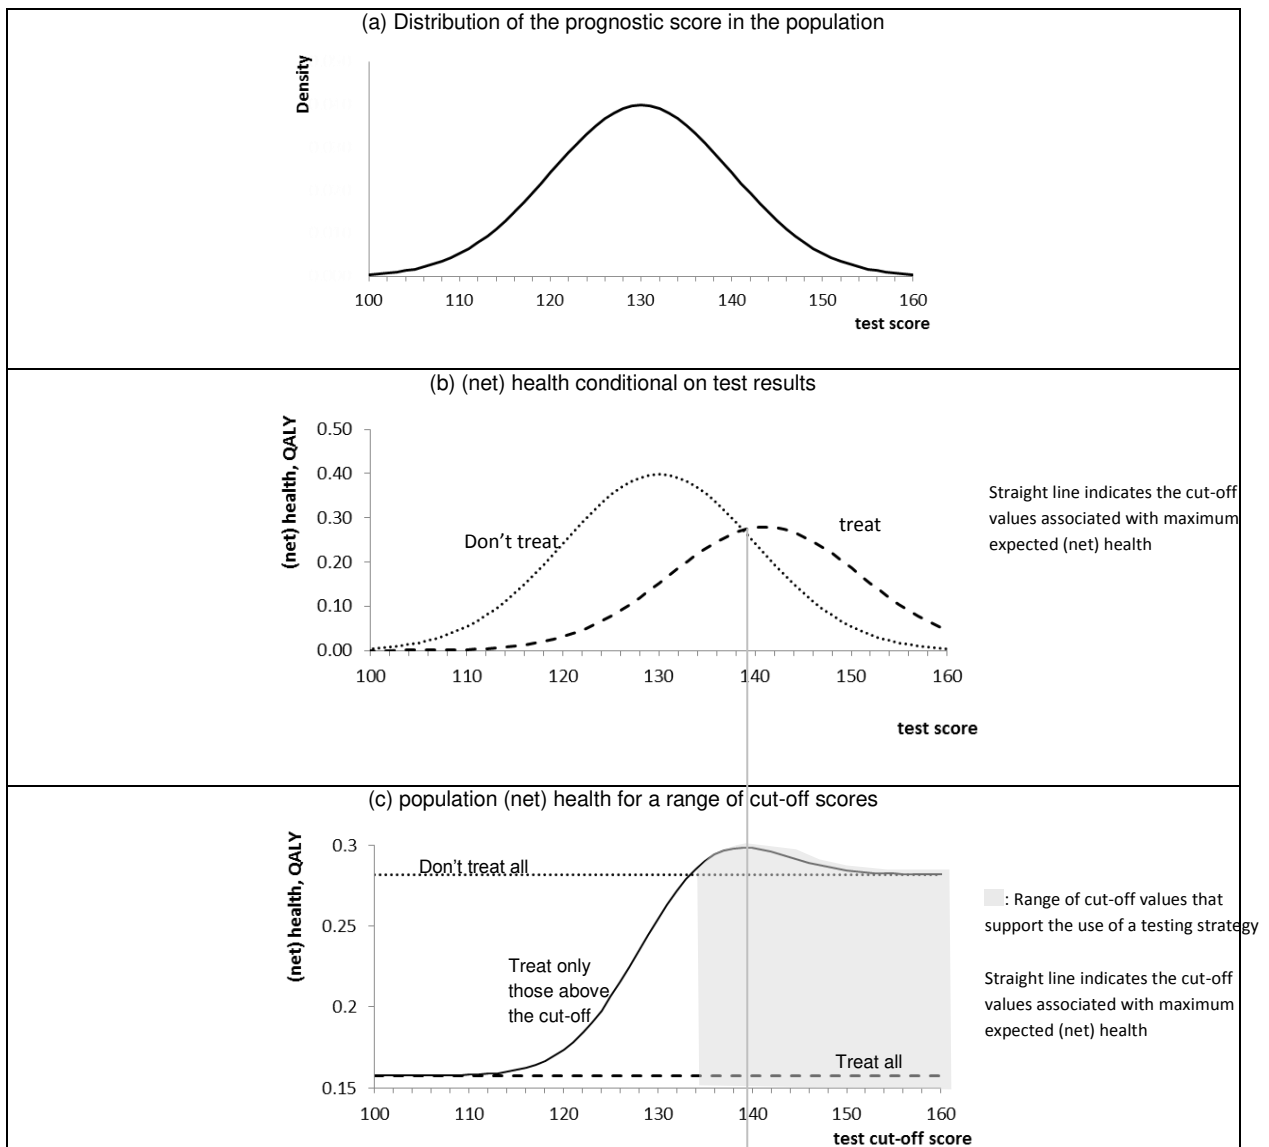 (a) Distribution of the prognostic score in the population
Density
100 110 120 130 140 150 160
test score
(b) (net) health conditional on test results
(net) health, QALY
0.50
0.40
0.30
0.20
0.10
0.00
Don't treat
treat
100 110 120 130 140 150 160
test score
Straight line indicates the cut-off
values associated with maximum
expected (net) health
(c) population (net) health for a range of cut-off scores
(net) health, QALY
0.3
0.25
0.2
0.15
Don't treat all
Treat only
those above
the cut-off
Treat all
100 110 120 130 140 150 160
test cut-off score
: Range of cut-off values that
support the use of a testing strategy
Straight line indicates the cut-off
values associated with maximum
expected (net) health